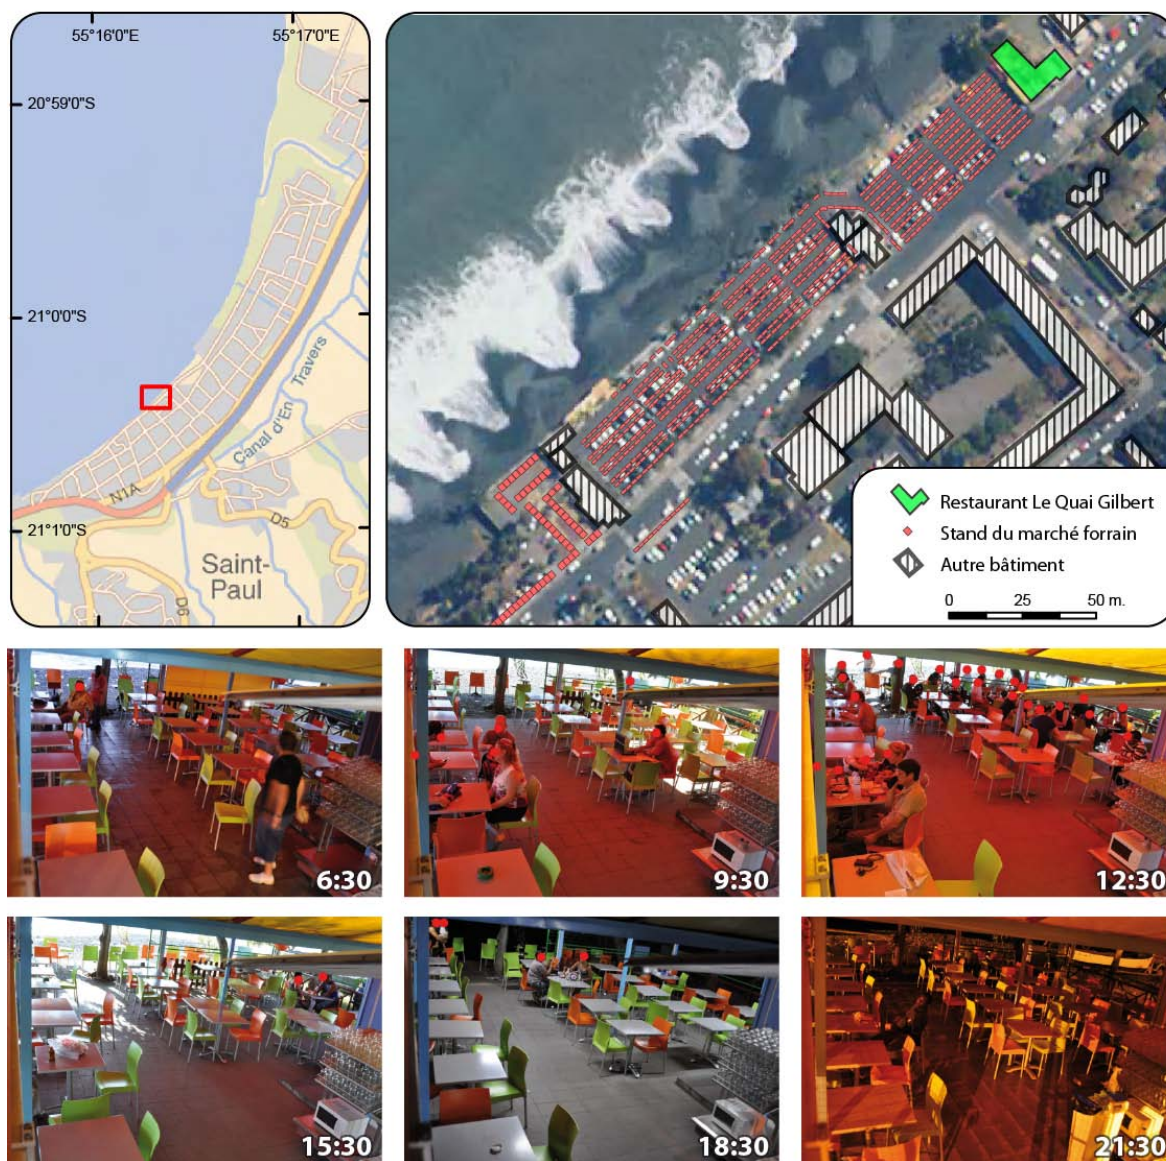 55°16'0"E
55°17'0"E
20°59'0"S
21°0'0"S
Canal d'En Travers
N1A
21°1'0"S
D5
Saint-
Paul
D6
Restaurant Le Quai Gilbert
Stand du marché forrain
Autre bâtiment
0 25 50 m.
6:30
9:30
12:30
15:30
18:30
21:30